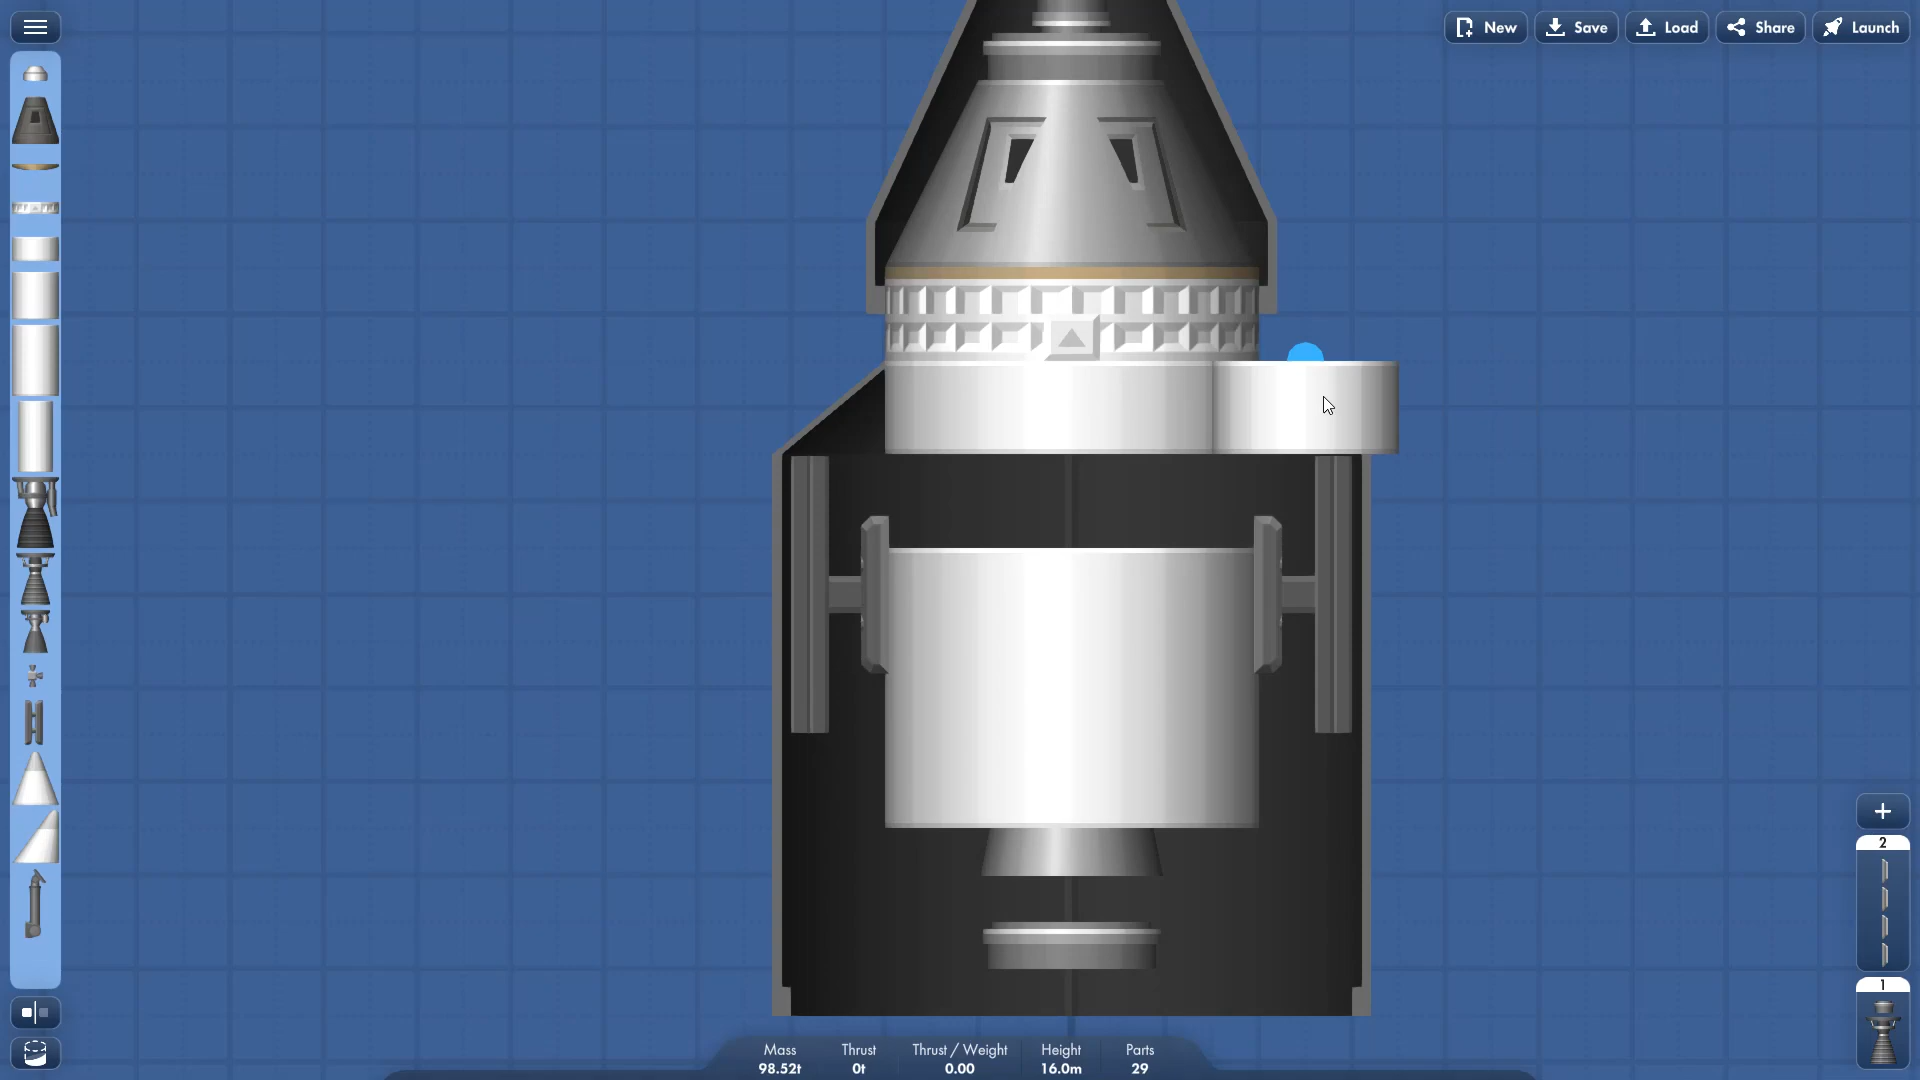 New
Save
Load
Share
Launch
2
1
Mass
98.52t
Thrust
0t
Thrust / Weight
0.00
Height
16.0m
Parts
29